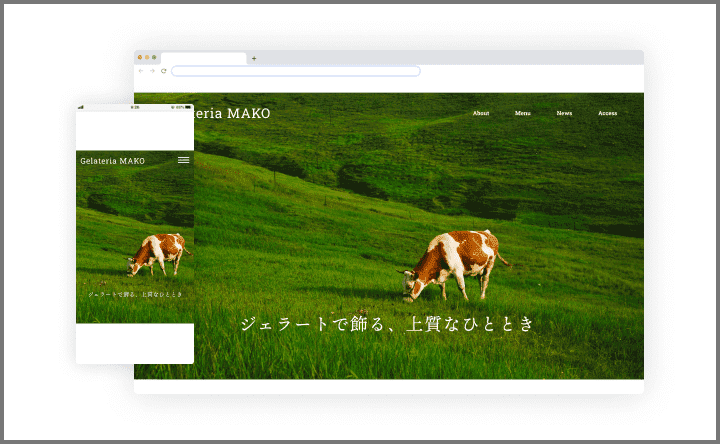 teria MAKO
About
Menu
News
Access
Gelateria MAKO
ジェラートで飾る、上質なひととき
ジェラートで飾る、上質なひととき